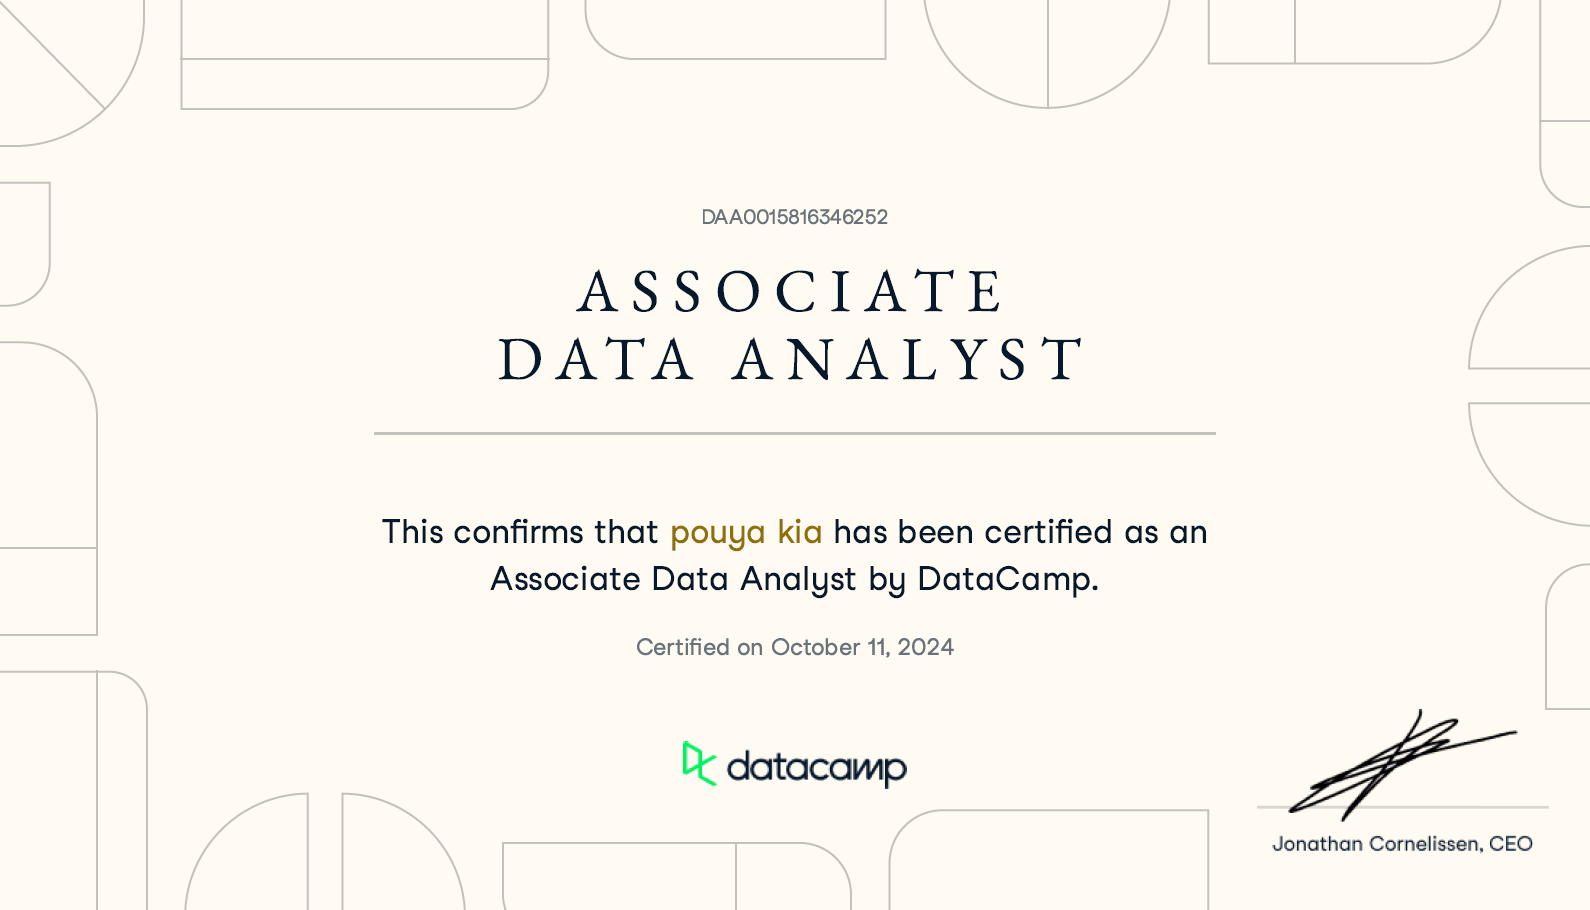 DAA0015816346252
ASSOCIATE
DATA ANALYST
This confirms that pouya kia has been certified as an
Associate Data Analyst by DataCamp.
Certified on October 11, 2024
datacamp
Jonathan Cornelissen, CEO